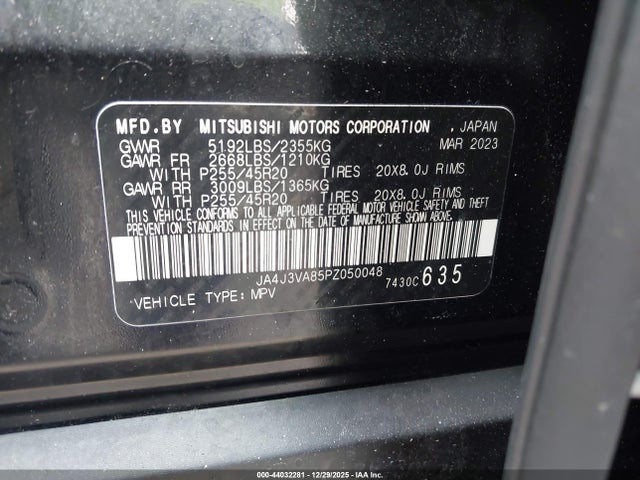 MFD.BY MITSUBISHI MOTORS CORPORATION , JAPAN
GVWR 5192LBS/2355KG MAR 2023
GAWR FR 2668LBS/1210KG
WITH P255/45R20 TIRES 20X8.0J RIMS
GAWR RR 3009LBS/1365KG
WITH P255/45R20 TIRES 20X8.0J RIMS
THIS VEHICLE CONFORMS TO ALL APPLICABLE FEDERAL MOTOR VEHICLE SAFETY AND THEFT
PREVENTION STANDARDS IN EFFECT ON THE DATE OF MANUFACTURE SHOWN ABOVE.
JA4J3VA85PZ050048
7430C 635
VEHICLE TYPE: MPV
000-44032281 - 12/29/2025 - copart.ca